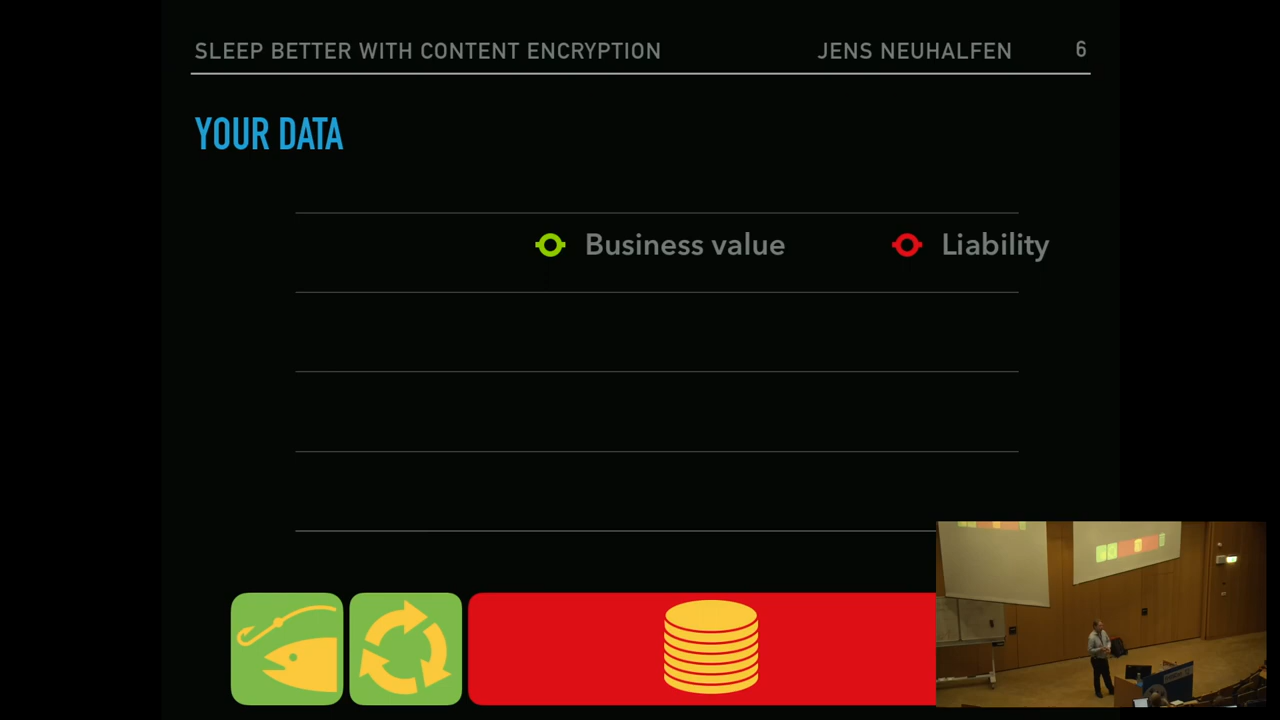 SLEEP BETTER WITH CONTENT ENCRYPTION JENS NEUHALFEN 6
YOUR DATA
Business value Liability